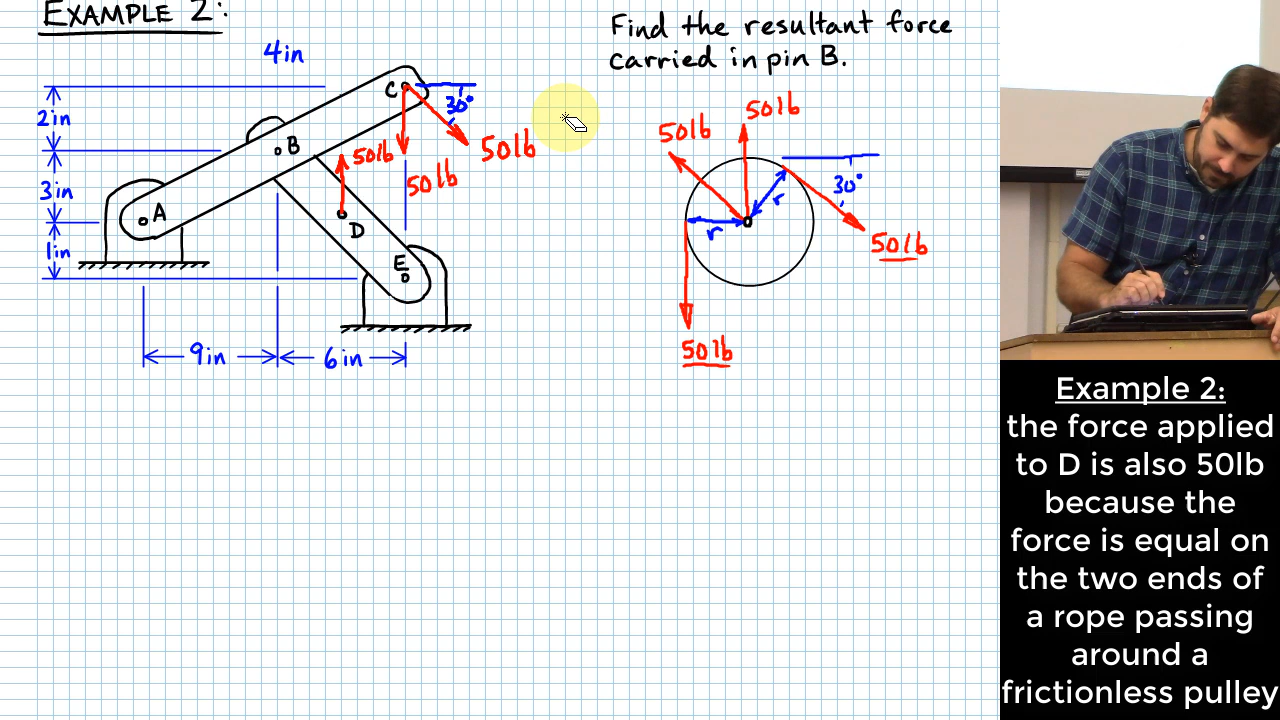 EXAMPLE 2:
Find the resultant force
carried in pin B.
4in
C
30°
2in
B
50lb
50lb
50lb
3in
A
D
1in
E
9in
6in
50lb
50lb
r
r
30°
50lb
50lb
Example 2:
the force applied
to D is also 50lb
because the
force is equal on
the two ends of
a rope passing
around a
frictionless pulley